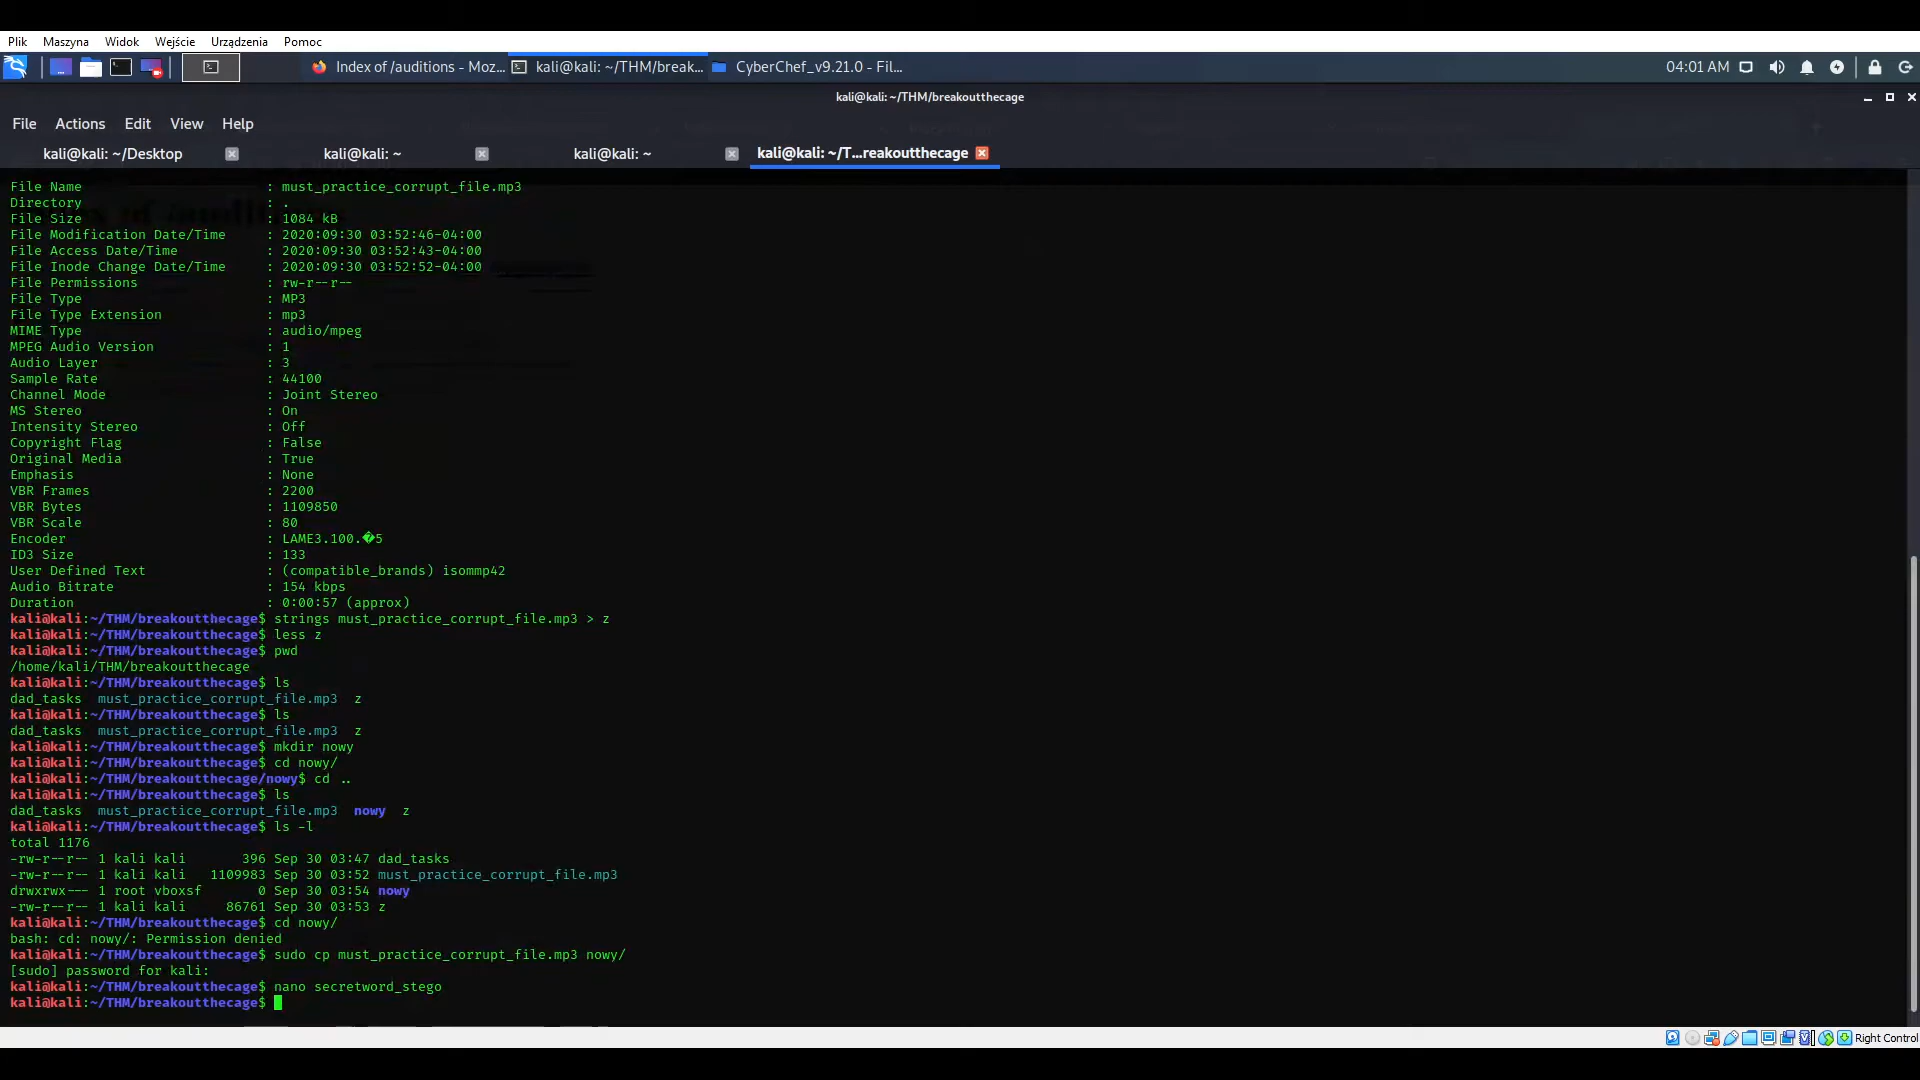 Plik Maszyna Widok Wejście Urządzenia Pomoc
Index of /auditions - Moz... kali@kali: ~/THM/break... CyberChef_v9.21.0 - Fil... 04:01 AM
kali@kali: ~/THM/breakoutthecage
File Actions Edit View Help
kali@kali: ~/Desktop kali@kali: ~ kali@kali: ~ kali@kali: ~/T...reakoutthecage
File Name : must_practice_corrupt_file.mp3
Directory : .
File Size : 1084 kB
File Modification Date/Time : 2020:09:30 03:52:46-04:00
File Access Date/Time : 2020:09:30 03:52:43-04:00
File Inode Change Date/Time : 2020:09:30 03:52:52-04:00
File Permissions : rw-r--r--
File Type : MP3
File Type Extension : mp3
MIME Type : audio/mpeg
MPEG Audio Version : 1
Audio Layer : 3
Sample Rate : 44100
Channel Mode : Joint Stereo
MS Stereo : On
Intensity Stereo : Off
Copyright Flag : False
Original Media : True
Emphasis : None
VBR Frames : 2200
VBR Bytes : 1109850
VBR Scale : 80
Encoder : LAME3.100.�5
ID3 Size : 133
User Defined Text : (compatible_brands) isommp42
Audio Bitrate : 154 kbps
Duration : 0:00:57 (approx)
kali@kali:~/THM/breakoutthecage$ strings must_practice_corrupt_file.mp3 > z
kali@kali:~/THM/breakoutthecage$ less z
kali@kali:~/THM/breakoutthecage$ pwd
/home/kali/THM/breakoutthecage
kali@kali:~/THM/breakoutthecage$ ls
dad_tasks must_practice_corrupt_file.mp3 z
kali@kali:~/THM/breakoutthecage$ ls
dad_tasks must_practice_corrupt_file.mp3 z
kali@kali:~/THM/breakoutthecage$ mkdir nowy
kali@kali:~/THM/breakoutthecage$ cd nowy/
kali@kali:~/THM/breakoutthecage/nowy$ cd ..
kali@kali:~/THM/breakoutthecage$ ls
dad_tasks must_practice_corrupt_file.mp3 nowy z
kali@kali:~/THM/breakoutthecage$ ls -l
total 1176
-rw-r--r-- 1 kali kali 396 Sep 30 03:47 dad_tasks
-rw-r--r-- 1 kali kali 1109983 Sep 30 03:52 must_practice_corrupt_file.mp3
drwxrwx--- 1 root vboxsf 0 Sep 30 03:54 nowy
-rw-r--r-- 1 kali kali 86761 Sep 30 03:53 z
kali@kali:~/THM/breakoutthecage$ cd nowy/
bash: cd: nowy/: Permission denied
kali@kali:~/THM/breakoutthecage$ sudo cp must_practice_corrupt_file.mp3 nowy/
[sudo] password for kali:
kali@kali:~/THM/breakoutthecage$ nano secretword_stego
kali@kali:~/THM/breakoutthecage$
Right Control